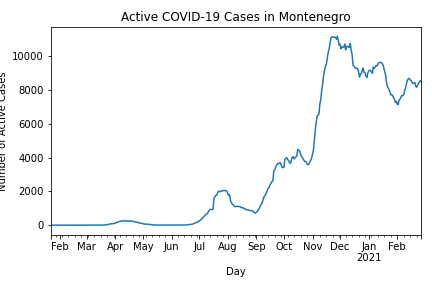 Active COVID-19 Cases in Montenegro
Number of Active Cases
10000
8000
6000
4000
2000
0
Feb Mar Apr May Jun Jul Aug Sep Oct Nov Dec Jan Feb
2021
Day